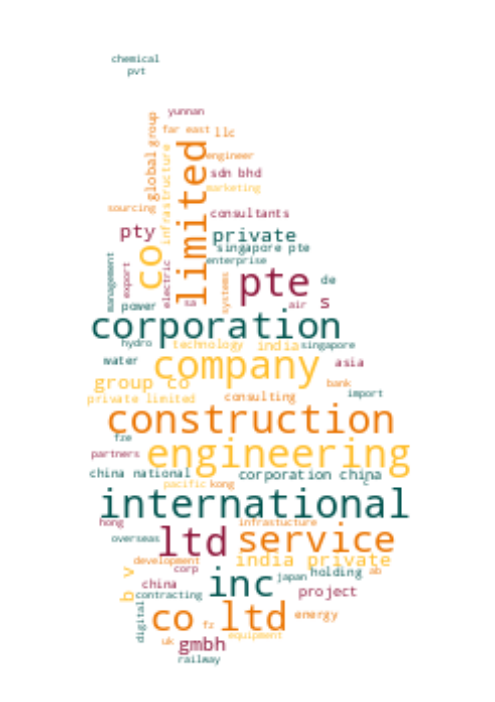 chemical
pvt
yunnan
global group
far east
llc
infrastructure
limited
engineer
sdn bhd
marketing
sourcing
consultants
pty
private
co
singapore pte
enterprise
management
export
electric
systems
pte
de
sa
air
s
power
corporation
hydro
technology
india
singapore
water
company
asia
group co
bank
private limited
consulting
import
construction
fze
engineering
partners
china national
corporation china
pacific
kong
c
international
hong
infrastucture
overseas
ltd
service
development
india private
corp
b v
inc
japan
holding
ab
china
contracting
project
digital
co ltd
fz
energy
uk
gmbh
equipment
railway